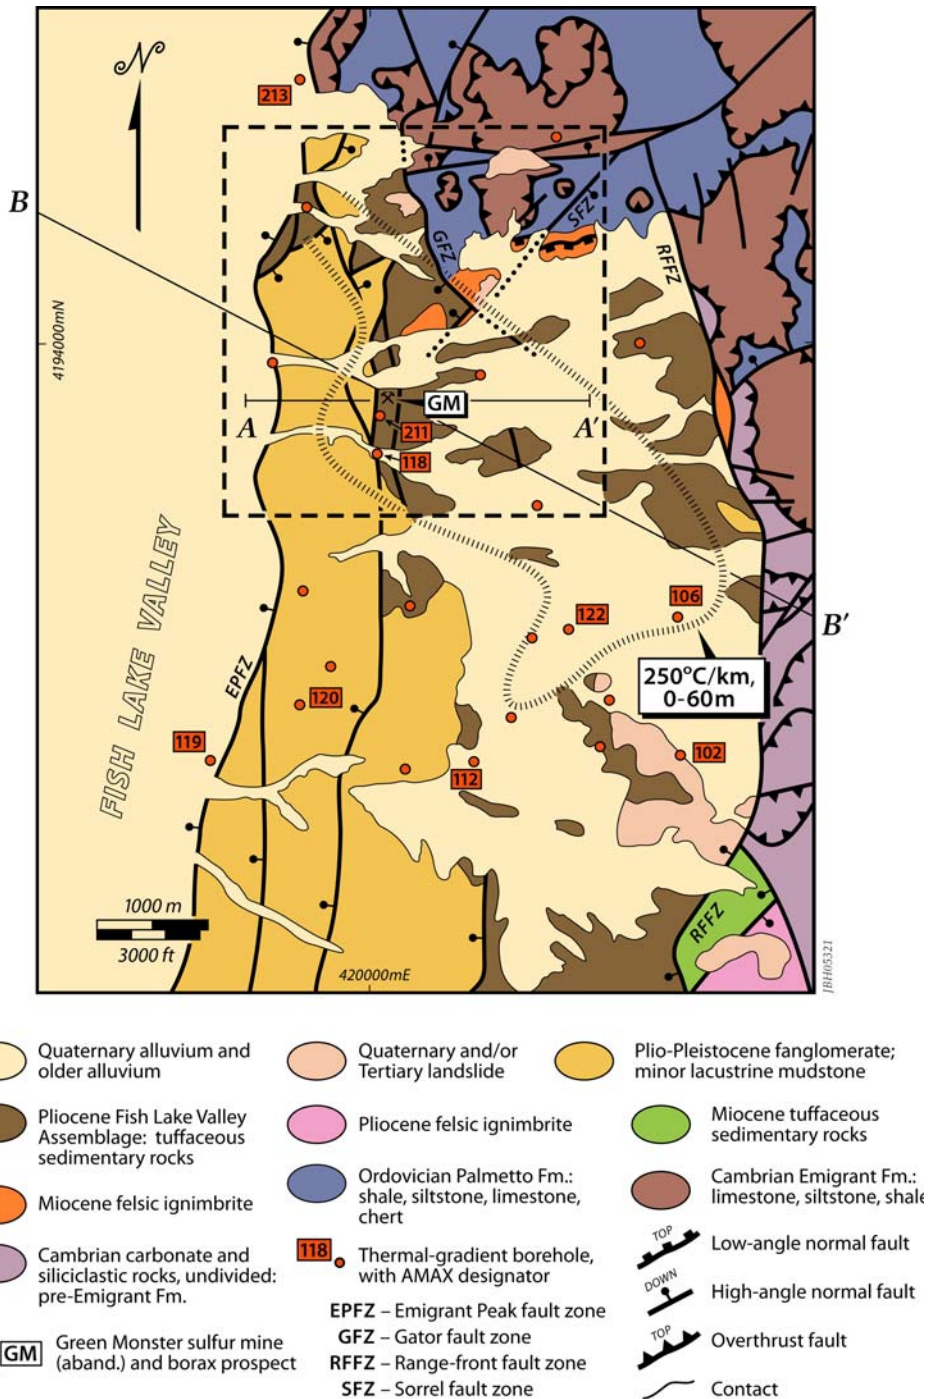 N
213
B
SFZ
GFZ
RFFZ
4194000mN
GM
A
A'
211
118
FISH LAKE VALLEY
106
122
B'
250°C/km,
0-60m
EPFZ
120
119
102
112
1000 m
3000 ft
420000mE
RFFZ
JBH05321
Quaternary alluvium and
older alluvium
Quaternary and/or
Tertiary landslide
Plio-Pleistocene fanglomerate;
minor lacustrine mudstone
Pliocene Fish Lake Valley
Assemblage: tuffaceous
sedimentary rocks
Pliocene felsic ignimbrite
Miocene tuffaceous
sedimentary rocks
Miocene felsic ignimbrite
Ordovician Palmetto Fm.:
shale, siltstone, limestone,
chert
Cambrian Emigrant Fm.:
limestone, siltstone, shale
Cambrian carbonate and
siliciclastic rocks, undivided:
pre-Emigrant Fm.
118
Thermal-gradient borehole,
with AMAX designator
TOP
Low-angle normal fault
DOWN
High-angle normal fault
TOP
Overthrust fault
Contact
GM
Green Monster sulfur mine
(aband.) and borax prospect
EPFZ – Emigrant Peak fault zone
GFZ – Gator fault zone
RFFZ – Range-front fault zone
SFZ – Sorrel fault zone